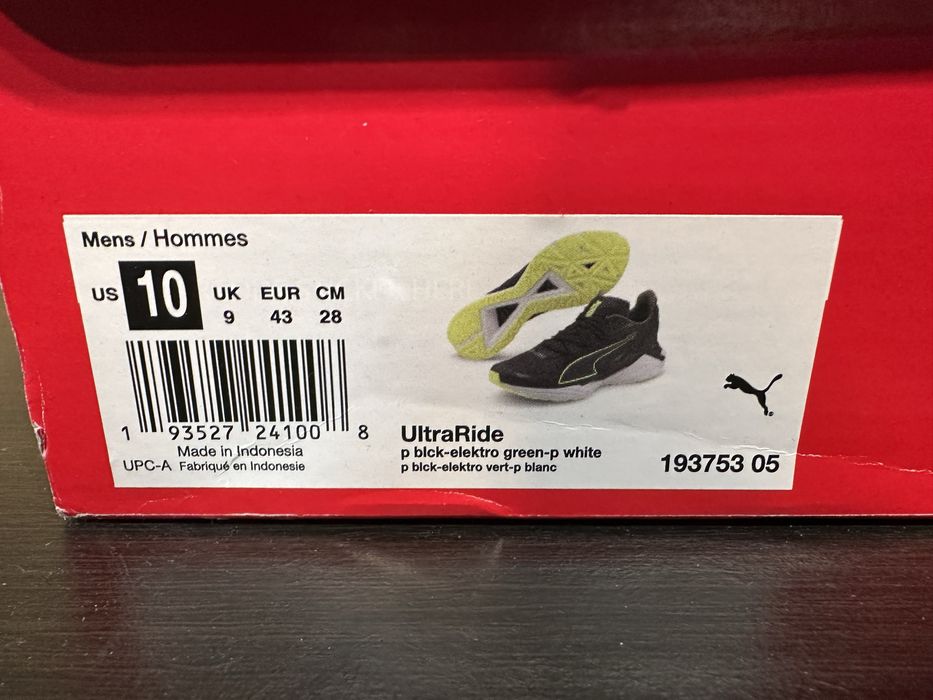 Mens / Hommes
US 10 UK EUR CM
9 43 28
1 93527 24100 8
Made in Indonesia
UPC-A Fabriqué en Indonesie
UltraRide
p blck-elektro green-p white
p blck-elektro vert-p blanc
193753 05